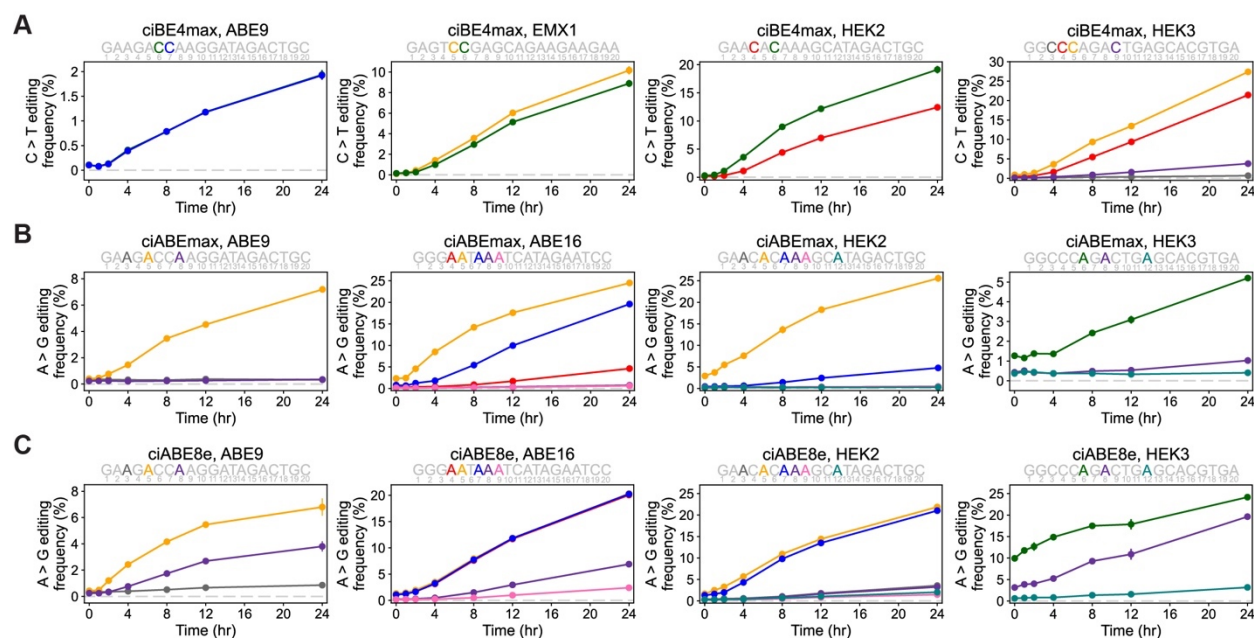 A
ciBE4max, ABE9
GAAGACCAAGGATAGACTGC
1 2 3 4 5 6 7 8 9 10 11 12 13 14 15 16 17 18 19 20
C > T editing frequency (%)
2
1.5
1
0.5
0
0 4 8 12 16 20 24
Time (hr)
ciBE4max, EMX1
GAGTCCGAGCAGAAGAAGAA
1 2 3 4 5 6 7 8 9 10 11 12 13 14 15 16 17 18 19 20
C > T editing frequency (%)
10
8
6
4
2
0
0 4 8 12 16 20 24
Time (hr)
ciBE4max, HEK2
GAACACAAAGCATAGACTGC
1 2 3 4 5 6 7 8 9 10 11 12 13 14 15 16 17 18 19 20
C > T editing frequency (%)
20
15
10
5
0
0 4 8 12 16 20 24
Time (hr)
ciBE4max, HEK3
GGCCCAGACTGAGCACGTGA
1 2 3 4 5 6 7 8 9 10 11 12 13 14 15 16 17 18 19 20
C > T editing frequency (%)
30
25
20
15
10
5
0
0 4 8 12 16 20 24
Time (hr)
B
ciABEmax, ABE9
GAAGACCAAGGATAGACTGC
1 2 3 4 5 6 7 8 9 10 11 12 13 14 15 16 17 18 19 20
A > G editing frequency (%)
8
6
4
2
0
0 4 8 12 16 20 24
Time (hr)
ciABEmax, ABE16
GGGAATAAATCATAGAATCC
1 2 3 4 5 6 7 8 9 10 11 12 13 14 15 16 17 18 19 20
A > G editing frequency (%)
25
20
15
10
5
0
0 4 8 12 16 20 24
Time (hr)
ciABEmax, HEK2
GAACACAAAGCATAGACTGC
1 2 3 4 5 6 7 8 9 10 11 12 13 14 15 16 17 18 19 20
A > G editing frequency (%)
25
20
15
10
5
0
0 4 8 12 16 20 24
Time (hr)
ciABEmax, HEK3
GGCCCAGACTGAGCACGTGA
1 2 3 4 5 6 7 8 9 10 11 12 13 14 15 16 17 18 19 20
A > G editing frequency (%)
5
4
3
2
1
0
0 4 8 12 16 20 24
Time (hr)
C
ciABE8e, ABE9
GAAGACCAAGGATAGACTGC
1 2 3 4 5 6 7 8 9 10 11 12 13 14 15 16 17 18 19 20
A > G editing frequency (%)
8
6
4
2
0
0 4 8 12 16 20 24
Time (hr)
ciABE8e, ABE16
GGGAATAAATCATAGAATCC
1 2 3 4 5 6 7 8 9 10 11 12 13 14 15 16 17 18 19 20
A > G editing frequency (%)
20
15
10
5
0
0 4 8 12 16 20 24
Time (hr)
ciABE8e, HEK2
GAACACAAAGCATAGACTGC
1 2 3 4 5 6 7 8 9 10 11 12 13 14 15 16 17 18 19 20
A > G editing frequency (%)
25
20
15
10
5
0
0 4 8 12 16 20 24
Time (hr)
ciABE8e, HEK3
GGCCCAGACTGAGCACGTGA
1 2 3 4 5 6 7 8 9 10 11 12 13 14 15 16 17 18 19 20
A > G editing frequency (%)
25
20
15
10
5
0
0 4 8 12 16 20 24
Time (hr)